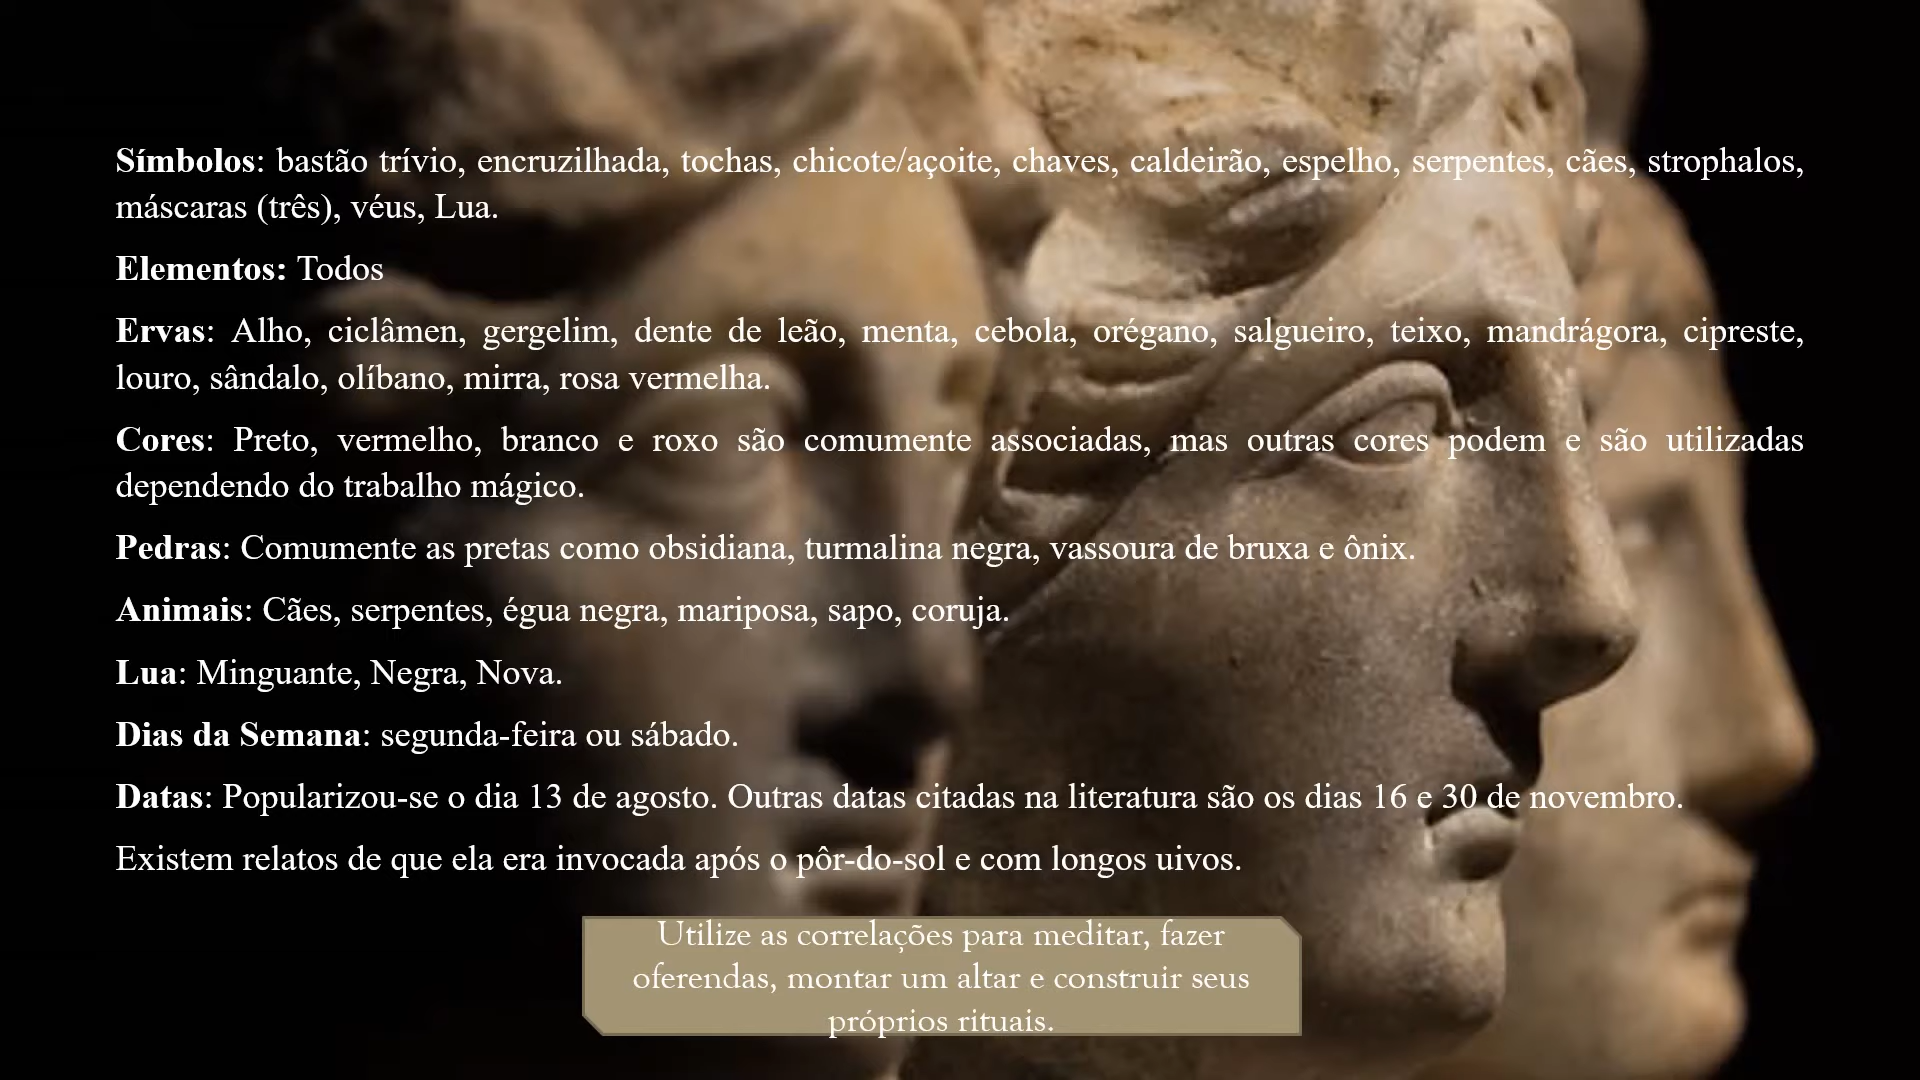 Símbolos: bastão trívio, encruzilhada, tochas, chicote/açoite, chaves, caldeirão, espelho, serpentes, cães, strophalos,
máscaras (três), véus, Lua.
Elementos: Todos
Ervas: Alho, ciclâmen, gergelim, dente de leão, menta, cebola, orégano, salgueiro, teixo, mandrágora, cipreste,
louro, sândalo, olíbano, mirra, rosa vermelha.
Cores: Preto, vermelho, branco e roxo são comumente associadas, mas outras cores podem e são utilizadas
dependendo do trabalho mágico.
Pedras: Comumente as pretas como obsidiana, turmalina negra, vassoura de bruxa e ônix.
Animais: Cães, serpentes, égua negra, mariposa, sapo, coruja.
Lua: Minguante, Negra, Nova.
Dias da Semana: segunda-feira ou sábado.
Datas: Popularizou-se o dia 13 de agosto. Outras datas citadas na literatura são os dias 16 e 30 de novembro.
Existem relatos de que ela era invocada após o pôr-do-sol e com longos uivos.
Utilize as correlações para meditar, fazer
oferendas, montar um altar e construir seus
próprios rituais.